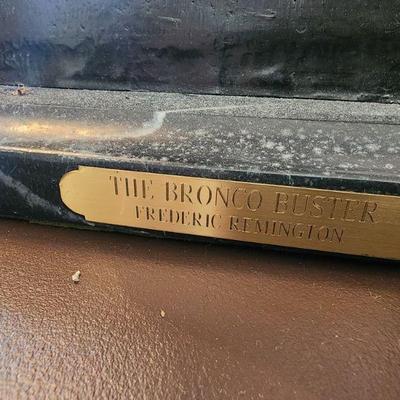 THE BRONCO BUSTER
FREDERIC REMINGTON